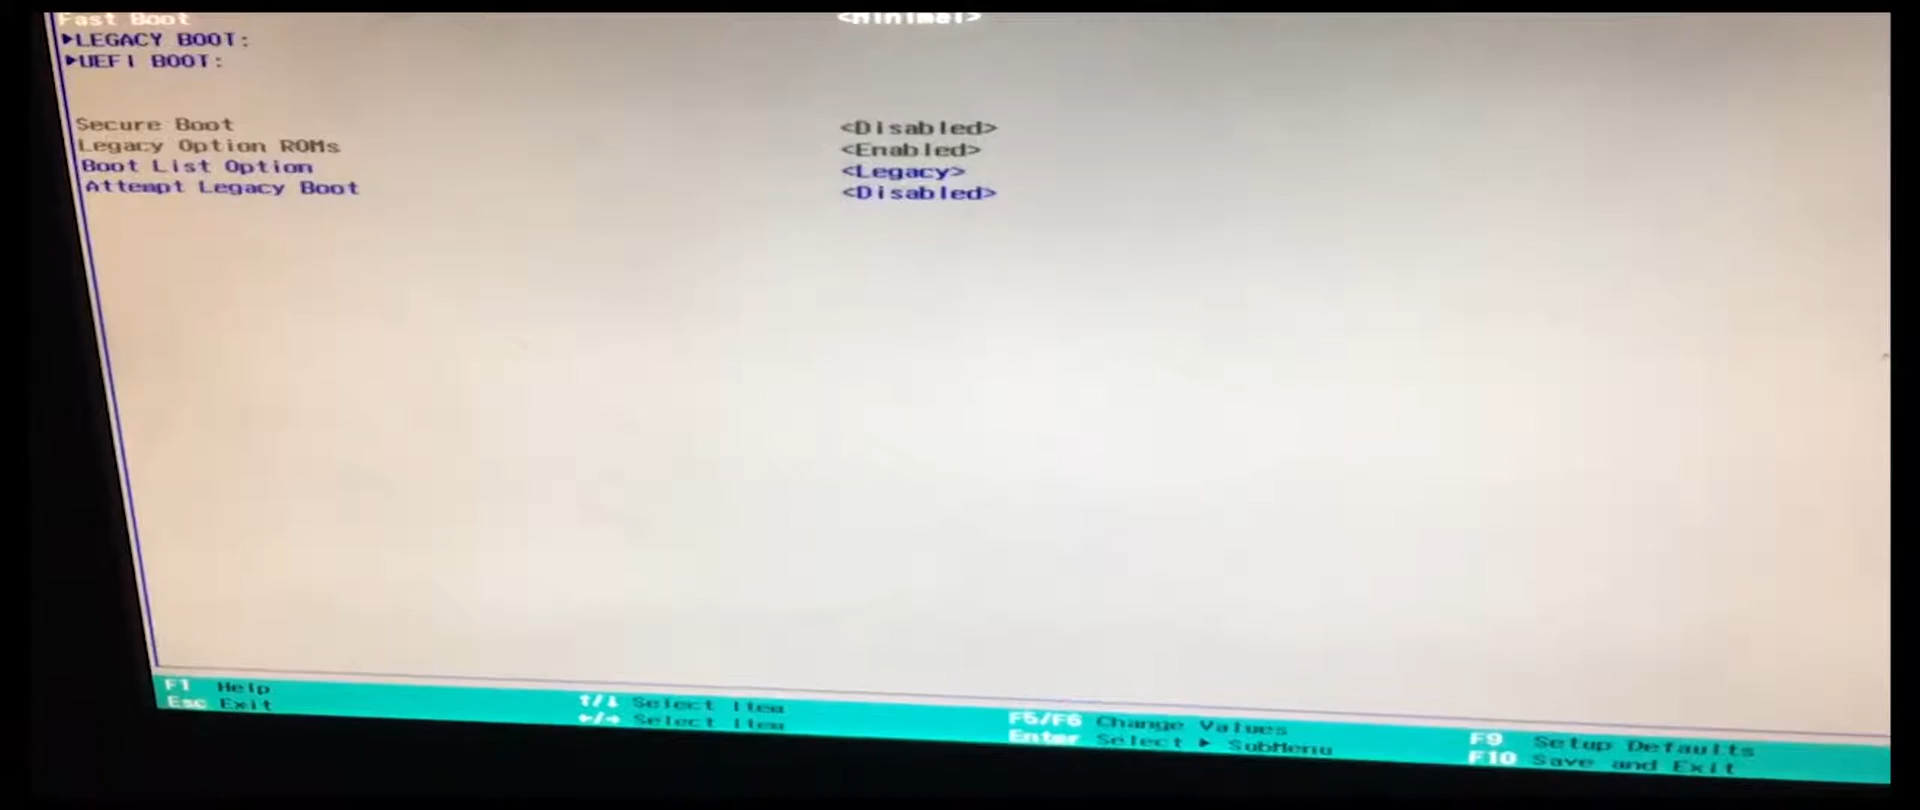 Fast Boot <Minimal>
▶LEGACY BOOT:
▶UEFI BOOT:
Secure Boot <Disabled>
Legacy Option ROMs <Enabled>
Boot List Option <Legacy>
Attempt Legacy Boot <Disabled>
F1 Help ↑/↓ Select Item F5/F6 Change Values F9 Setup Defaults
Esc Exit ←/→ Select Item Enter Select ▶ SubMenu F10 Save and Exit